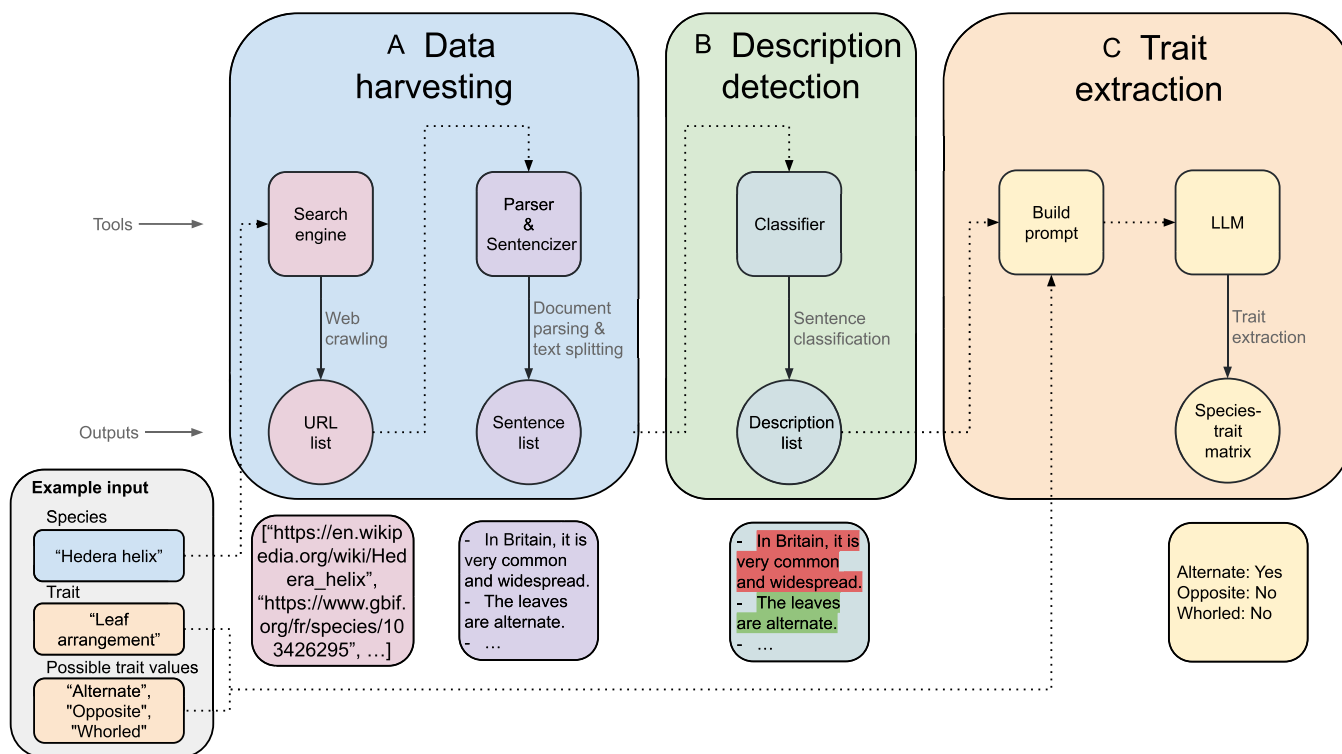 A Data
harvesting
B Description
detection
C Trait
extraction
Tools
Search
engine
Parser
&
Sentencizer
Classifier
Build
prompt
LLM
Web
crawling
Document
parsing &
text splitting
Sentence
classification
Trait
extraction
Outputs
URL
list
Sentence
list
Description
list
Species-
trait
matrix
Example input
Species
“Hedera helix”
Trait
“Leaf
arrangement”
Possible trait values
“Alternate”,
"Opposite",
"Whorled"
[“https://en.wikip
edia.org/wiki/Hed
era_helix”,
“https://www.gbif.
org/fr/species/10
3426295”, …]
- In Britain, it is
very common
and widespread.
- The leaves
are alternate.
- …
- In Britain, it is
very common
and widespread.
- The leaves
are alternate.
- …
Alternate: Yes
Opposite: No
Whorled: No